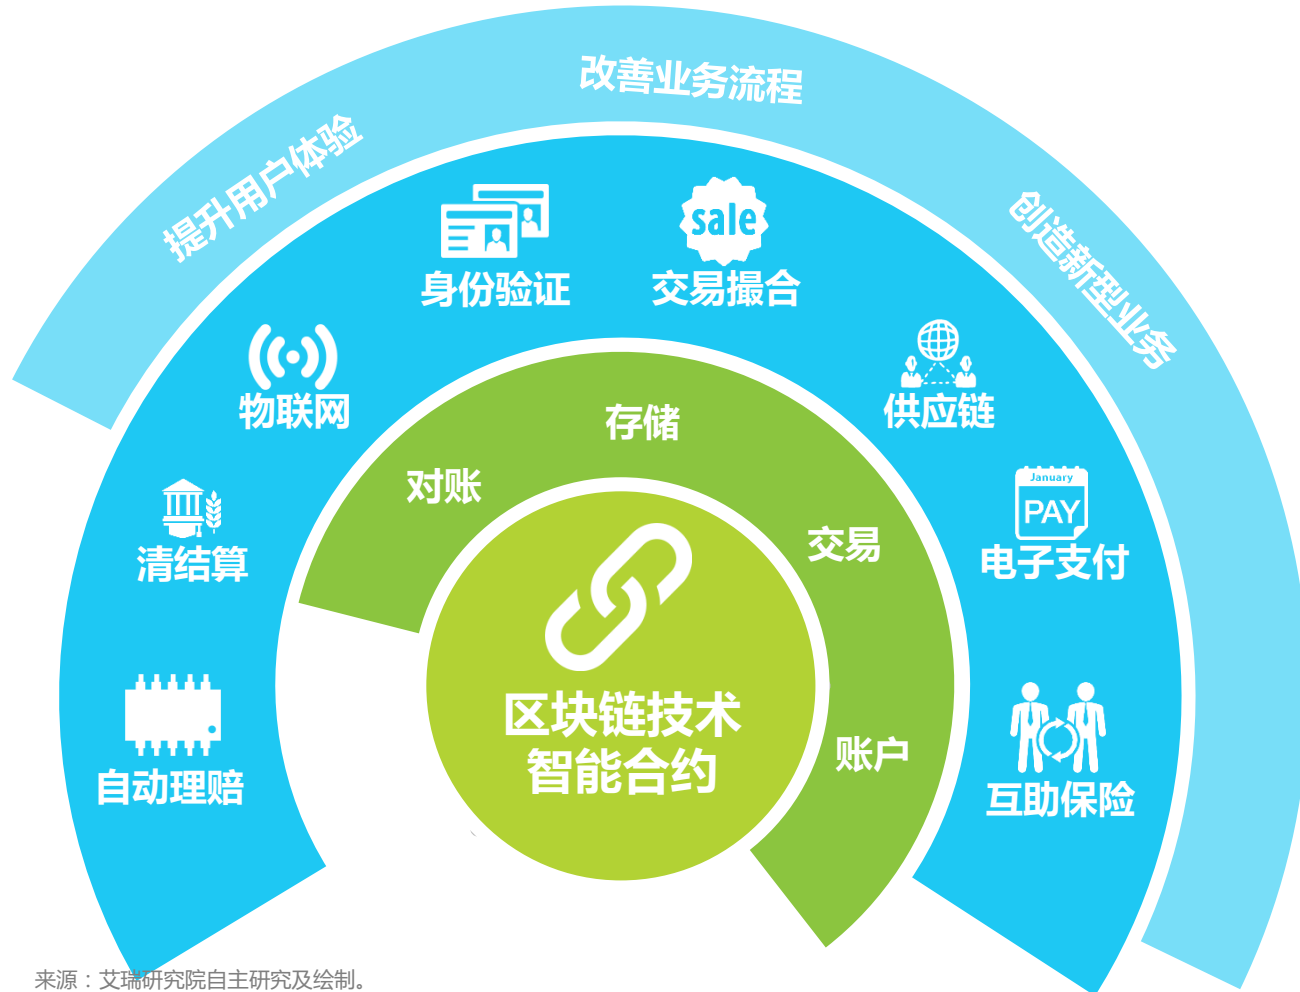 改善业务流程
提升用户体验
创造新型业务
sale
身份验证
交易撮合
物联网
供应链
存储
对账
January
PAY
交易
清结算
电子支付
区块链技术
智能合约
账户
自动理赔
互助保险
来源：艾瑞研究院自主研究及绘制。